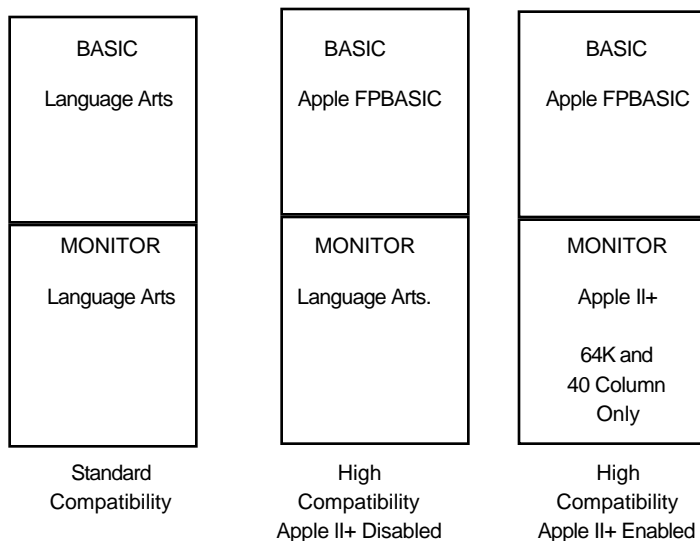 BASIC
Language Arts
MONITOR
Language Arts
Standard
Compatibility
BASIC
Apple FPBASIC
MONITOR
Language Arts.
High
Compatibility
Apple II+ Disabled
BASIC
Apple FPBASIC
MONITOR
Apple II+
64K and
40 Column
Only
High
Compatibility
Apple II+ Enabled